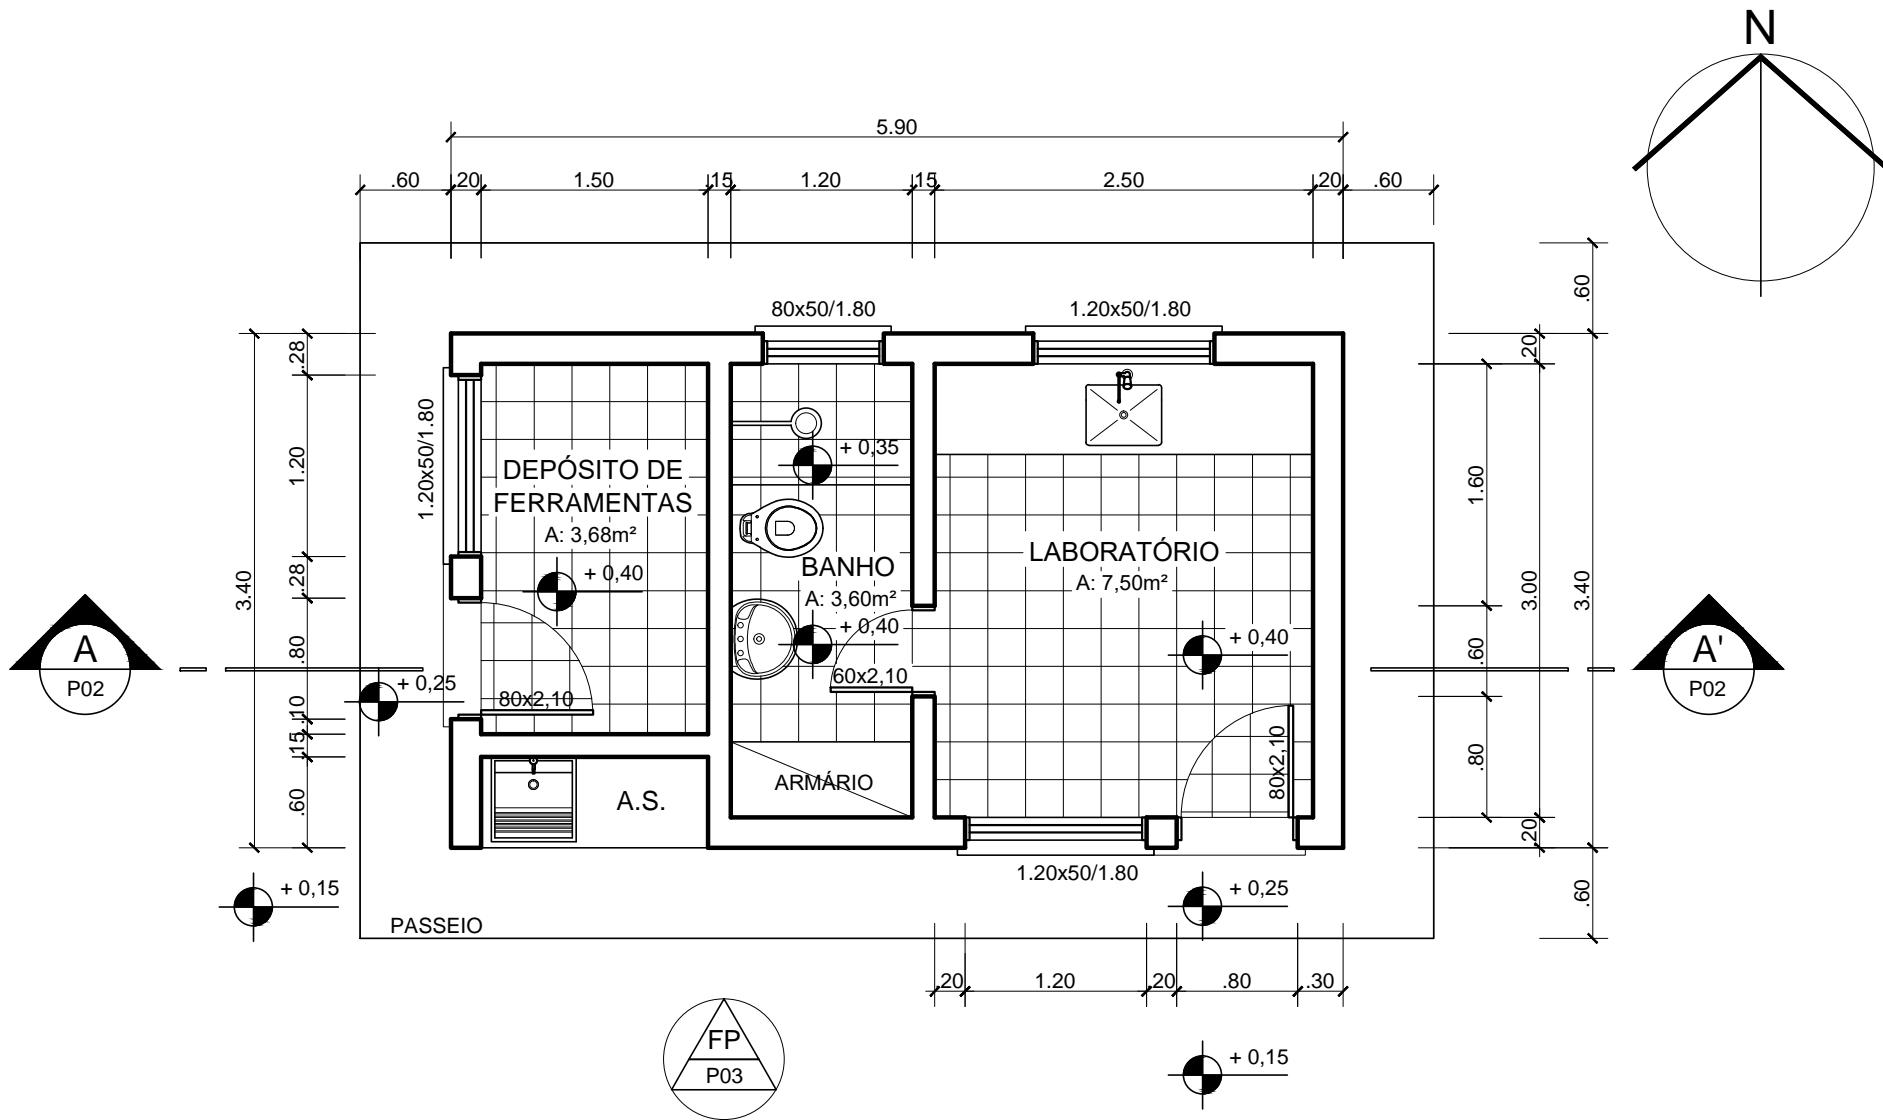 N
5.90
.60
.20
1.50
.15
1.20
.15
2.50
.20
.60
80x50/1.80
1.20x50/1.80
.60
.28
1.20
.28
.80
.10
.15
.60
3.40
1.20x50/1.80
DEPÓSITO DE
FERRAMENTAS
A: 3,68m²
+ 0,40
80x2,10
+ 0,35
BANHO
A: 3,60m²
+ 0,40
60x2,10
ARMÁRIO
LABORATÓRIO
A: 7,50m²
+ 0,40
80x2,10
A.S.
.20
1.60
.60
.80
3.00
.20
3.40
.60
A
P02
A'
P02
+ 0,25
+ 0,15
PASSEIO
1.20x50/1.80
+ 0,25
.20
1.20
.20
.80
.30
FP
P03
+ 0,15